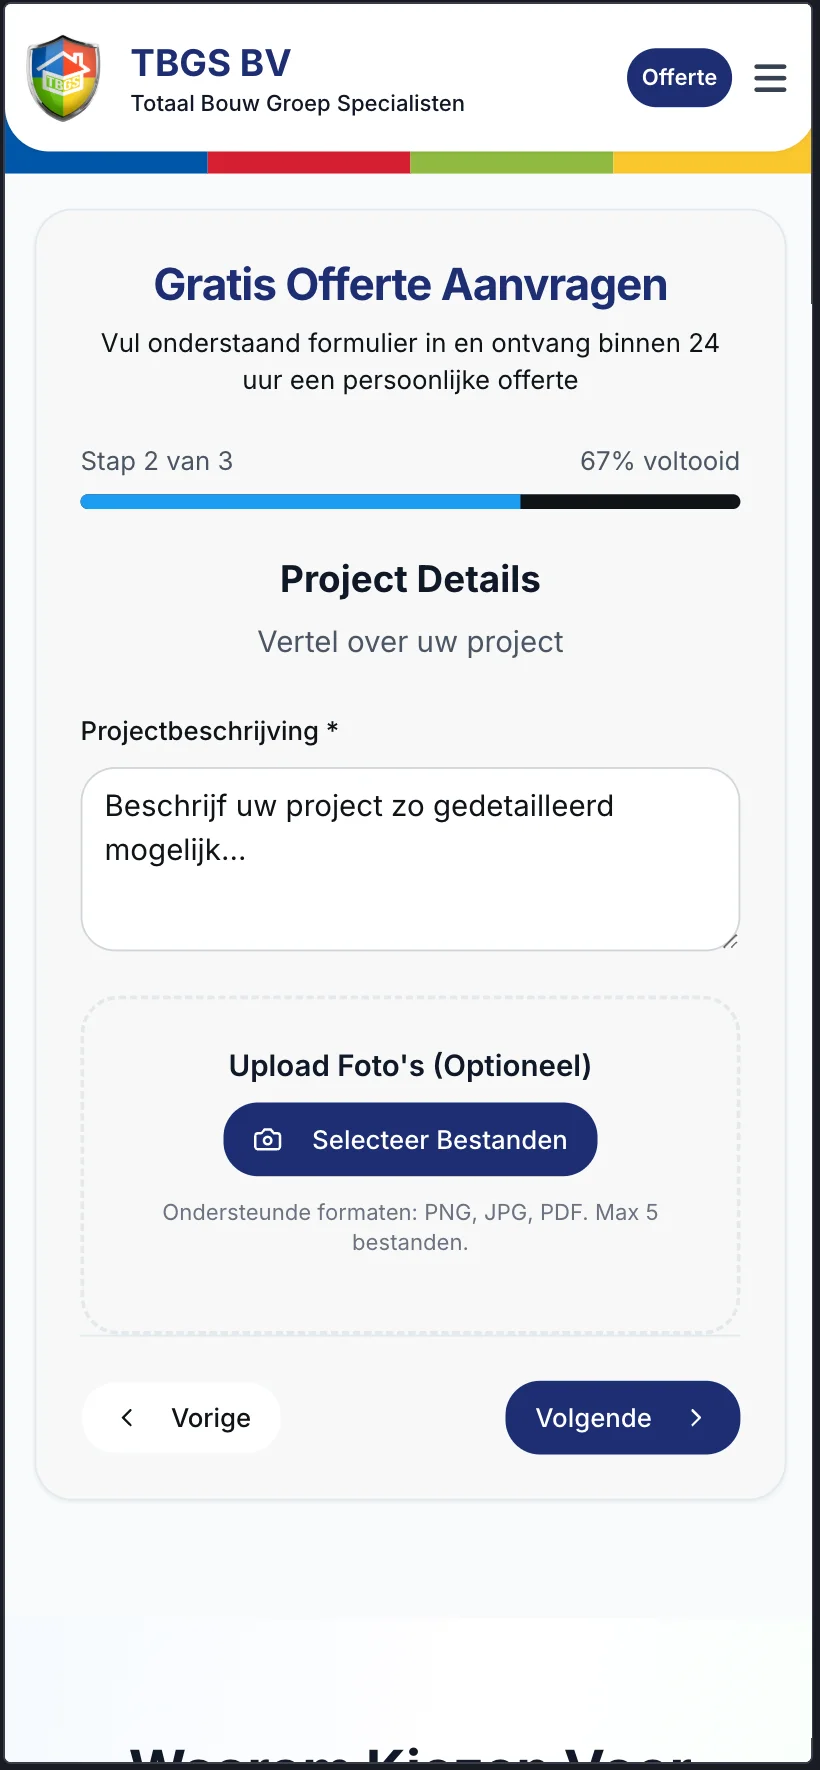 TBGS
TBGS BV
Totaal Bouw Groep Specialisten
Offerte
Gratis Offerte Aanvragen
Vul onderstaand formulier in en ontvang binnen 24
uur een persoonlijke offerte
Stap 2 van 3
67% voltooid
Project Details
Vertel over uw project
Projectbeschrijving *
Beschrijf uw project zo gedetailleerd
mogelijk...
Upload Foto's (Optioneel)
Selecteer Bestanden
Ondersteunde formaten: PNG, JPG, PDF. Max 5
bestanden.
Vorige
Volgende
Waarom Kiezen Voor